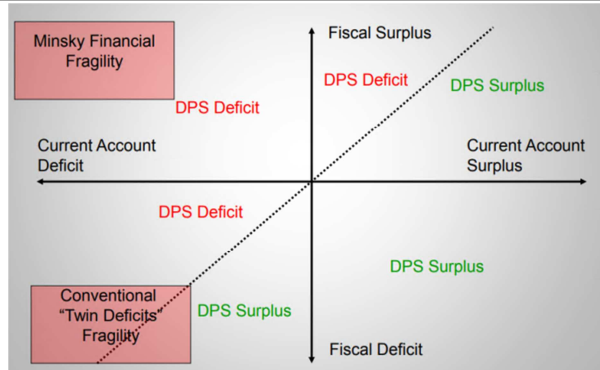 Minsky Financial
Fragility
Fiscal Surplus
DPS Deficit
DPS Surplus
DPS Deficit
Current Account
Deficit
Current Account
Surplus
DPS Deficit
DPS Surplus
Conventional
“Twin Deficits”
Fragility
DPS Surplus
Fiscal Deficit